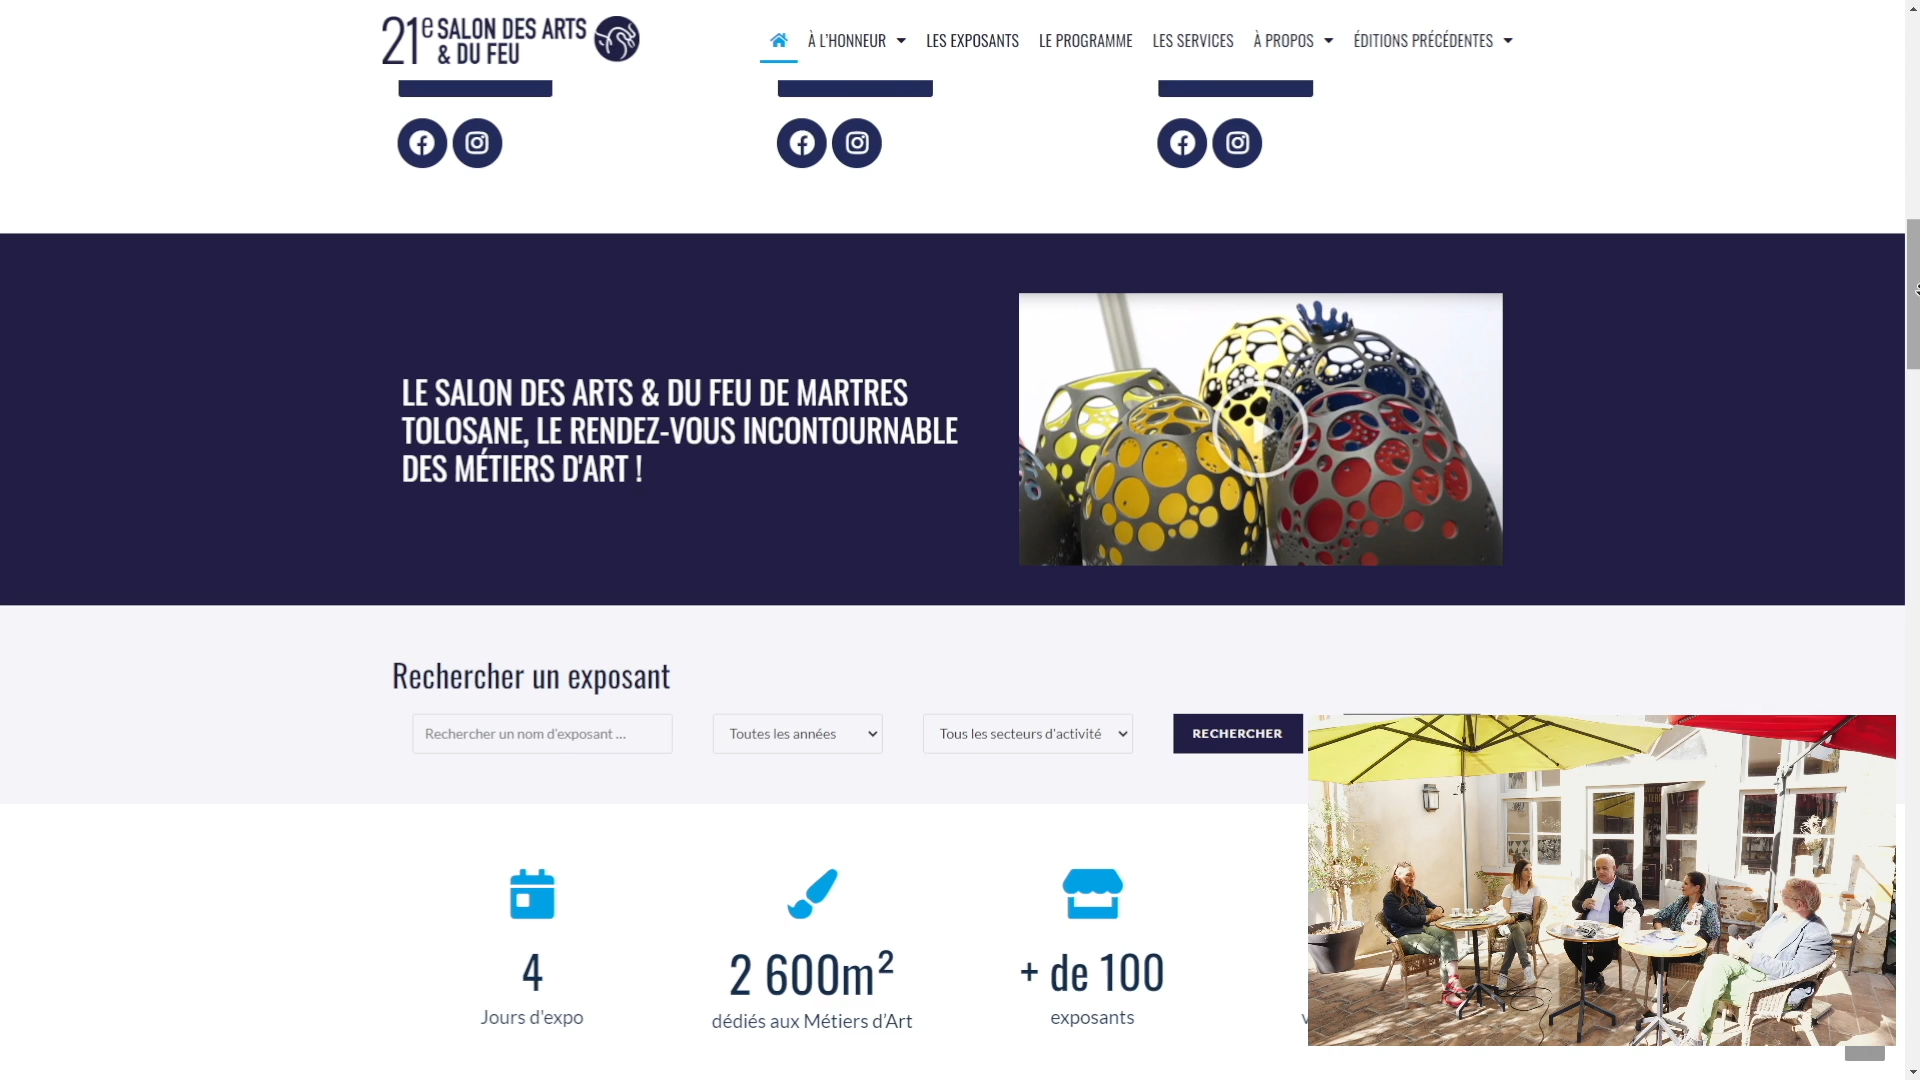 21e SALON DES ARTS
& DU FEU
À L'HONNEUR
LES EXPOSANTS
LE PROGRAMME
LES SERVICES
À PROPOS
ÉDITIONS PRÉCÉDENTES
LE SALON DES ARTS & DU FEU DE MARTRES
TOLOSANE, LE RENDEZ-VOUS INCONTOURNABLE
DES MÉTIERS D'ART !
Rechercher un exposant
Rechercher un nom d'exposant ...
Toutes les années
Tous les secteurs d'activité
RECHERCHER
4
Jours d'expo
2 600m²
dédiés aux Métiers d'Art
+ de 100
exposants